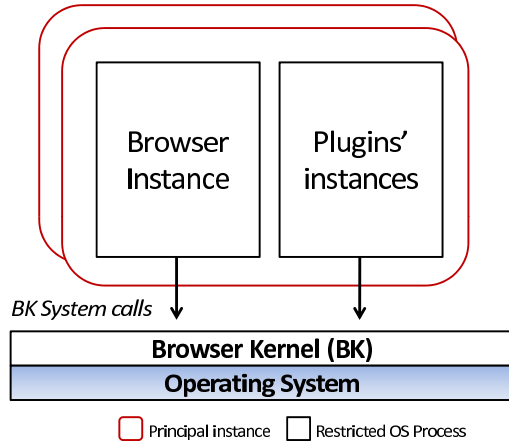 Browser
Instance
Plugins'
instances
BK System calls
Browser Kernel (BK)
Operating System
Principal instance
Restricted OS Process